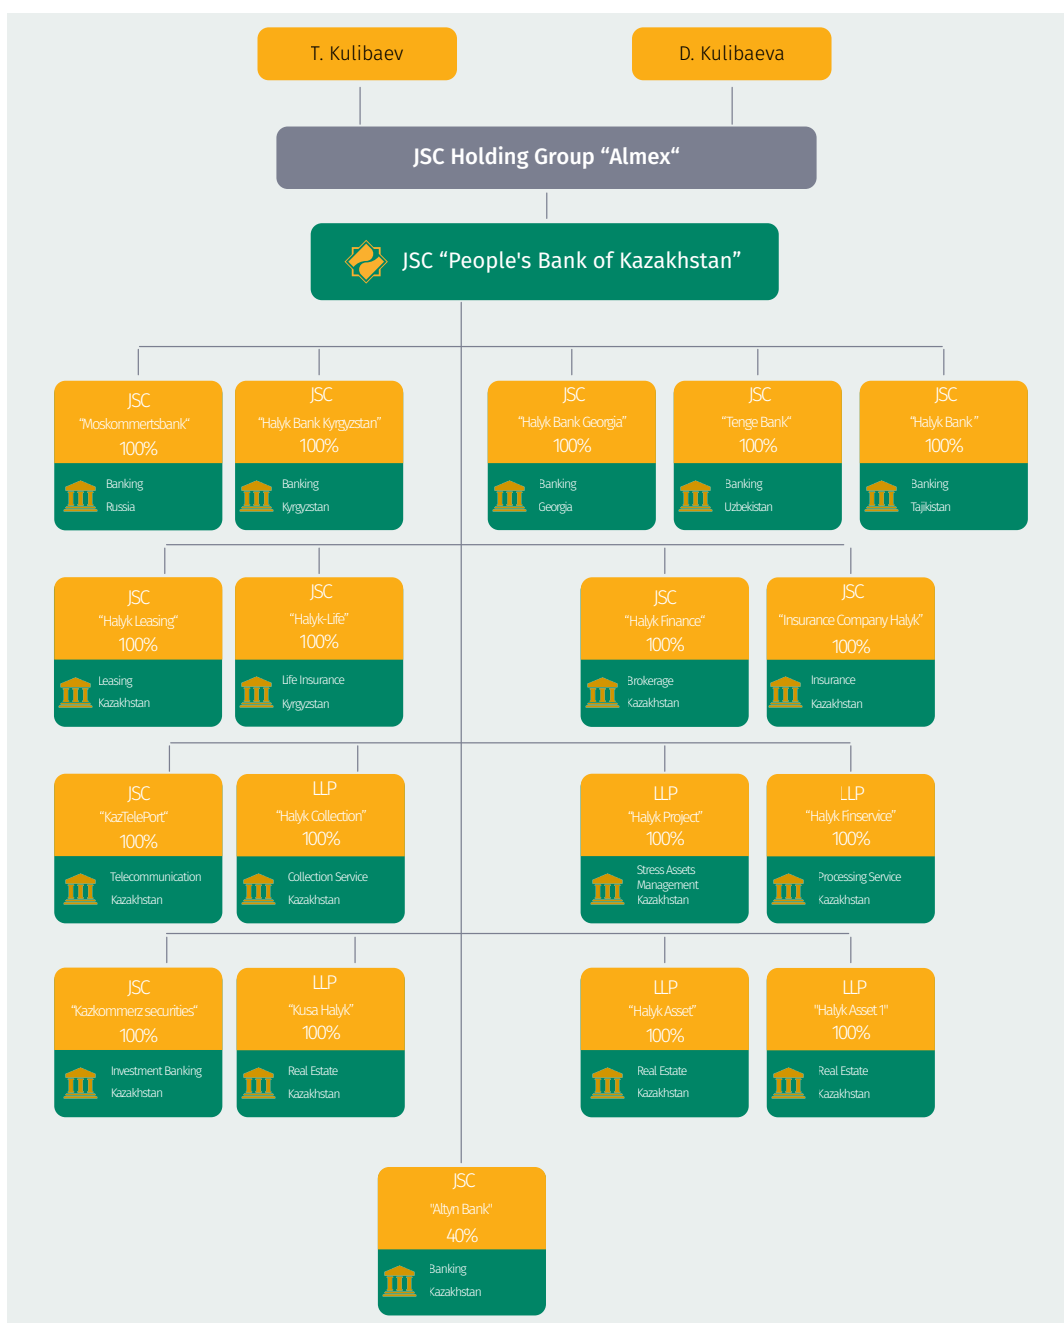 T. Kulibaev
D. Kulibaeva
JSC Holding Group “Almex“
JSC “People's Bank of Kazakhstan”
JSC
“Moskommertsbank“
100%
Banking
Russia
JSC
“Halyk Bank Kyrgyzstan”
100%
Banking
Kyrgyzstan
JSC
“Halyk Bank Georgia”
100%
Banking
Georgia
JSC
“Tenge Bank“
100%
Banking
Uzbekistan
JSC
“Halyk Bank ”
100%
Banking
Tajikistan
JSC
“Halyk Leasing“
100%
Leasing
Kazakhstan
JSC
“Halyk-Life”
100%
Life Insurance
Kyrgyzstan
JSC
“Halyk Finance“
100%
Brokerage
Kazakhstan
JSC
“Insurance Company Halyk”
100%
Insurance
Kazakhstan
JSC
“KazTelePort“
100%
Telecommunication
Kazakhstan
LLP
“Halyk Collection”
100%
Collection Service
Kazakhstan
LLP
“Halyk Project”
100%
Stress Assets
Management
Kazakhstan
LLP
“Halyk Finservice”
100%
Processing Service
Kazakhstan
JSC
“Kazkommerz securities“
100%
Investment Banking
Kazakhstan
LLP
“Kusa Halyk”
100%
Real Estate
Kazakhstan
LLP
“Halyk Asset”
100%
Real Estate
Kazakhstan
LLP
"Halyk Asset 1"
100%
Real Estate
Kazakhstan
JSC
"Altyn Bank"
40%
Banking
Kazakhstan